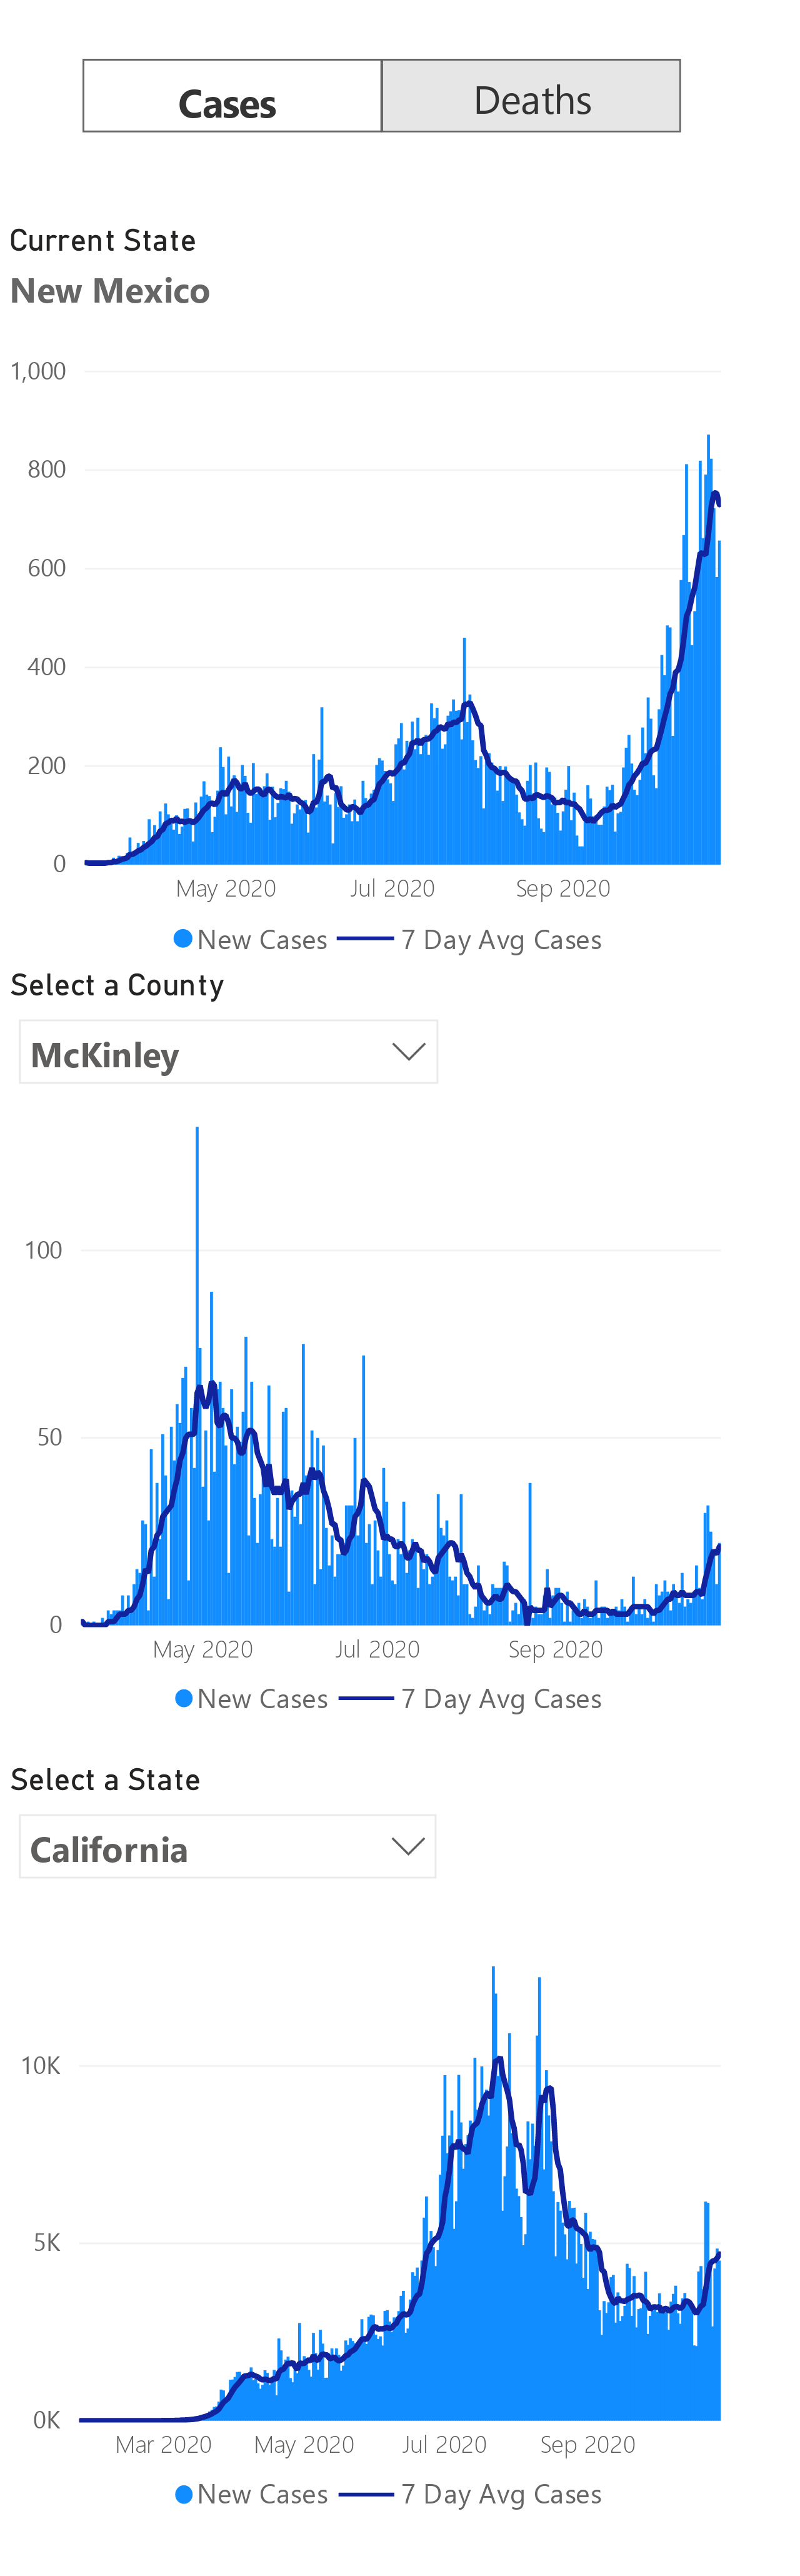 Cases Deaths
Current State
New Mexico
1,000
800
600
400
200
0
May 2020 Jul 2020 Sep 2020
New Cases 7 Day Avg Cases
Select a County
McKinley
100
50
0
May 2020 Jul 2020 Sep 2020
New Cases 7 Day Avg Cases
Select a State
California
10K
5K
0K
Mar 2020 May 2020 Jul 2020 Sep 2020
New Cases 7 Day Avg Cases